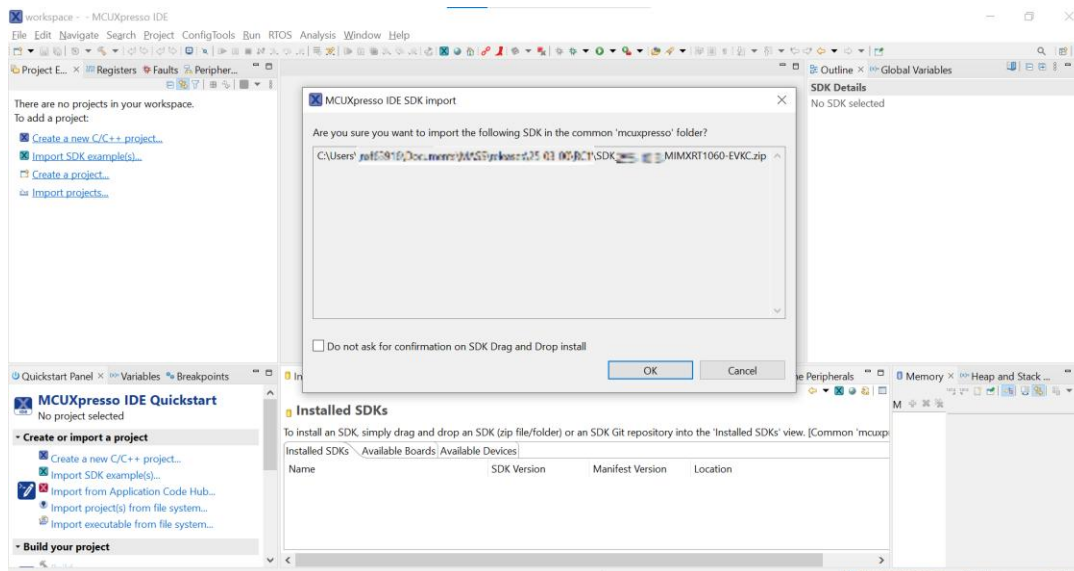 workspace - - MCUXpresso IDE
File Edit Navigate Search Project ConfigTools Run RTOS Analysis Window Help
Project E... Registers Faults Peripher...
Outline Global Variables
SDK Details
No SDK selected
There are no projects in your workspace.
To add a project:
Create a new C/C++ project...
Import SDK example(s)...
Create a project...
Import projects...
MCUXpresso IDE SDK import
Are you sure you want to import the following SDK in the common 'mcuxpresso' folder?
C:\Users\ \SDK MIMXRT1060-EVKC.zip
Do not ask for confirmation on SDK Drag and Drop install
OK Cancel
Quickstart Panel Variables Breakpoints
In
e Peripherals
Memory Heap and Stack ...
MCUXpresso IDE Quickstart
No project selected
Create or import a project
Create a new C/C++ project...
Import SDK example(s)...
Import from Application Code Hub...
Import project(s) from file system...
Import executable from file system...
Build your project
Installed SDKs
To install an SDK, simply drag and drop an SDK (zip file/folder) or an SDK Git repository into the 'Installed SDKs' view. [Common 'mcuxp
Installed SDKs Available Boards Available Devices
Name SDK Version Manifest Version Location
M